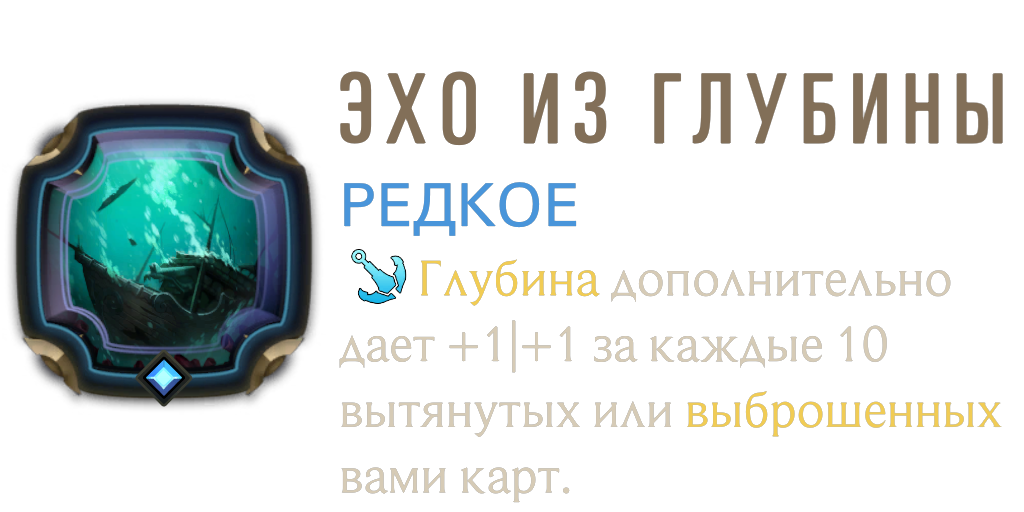 ЭХО ИЗ ГЛУБИНЫ
РЕДКОЕ
Глубина дополнительно
дает +1|+1 за каждые 10
вытянутых или выброшенных
вами карт.